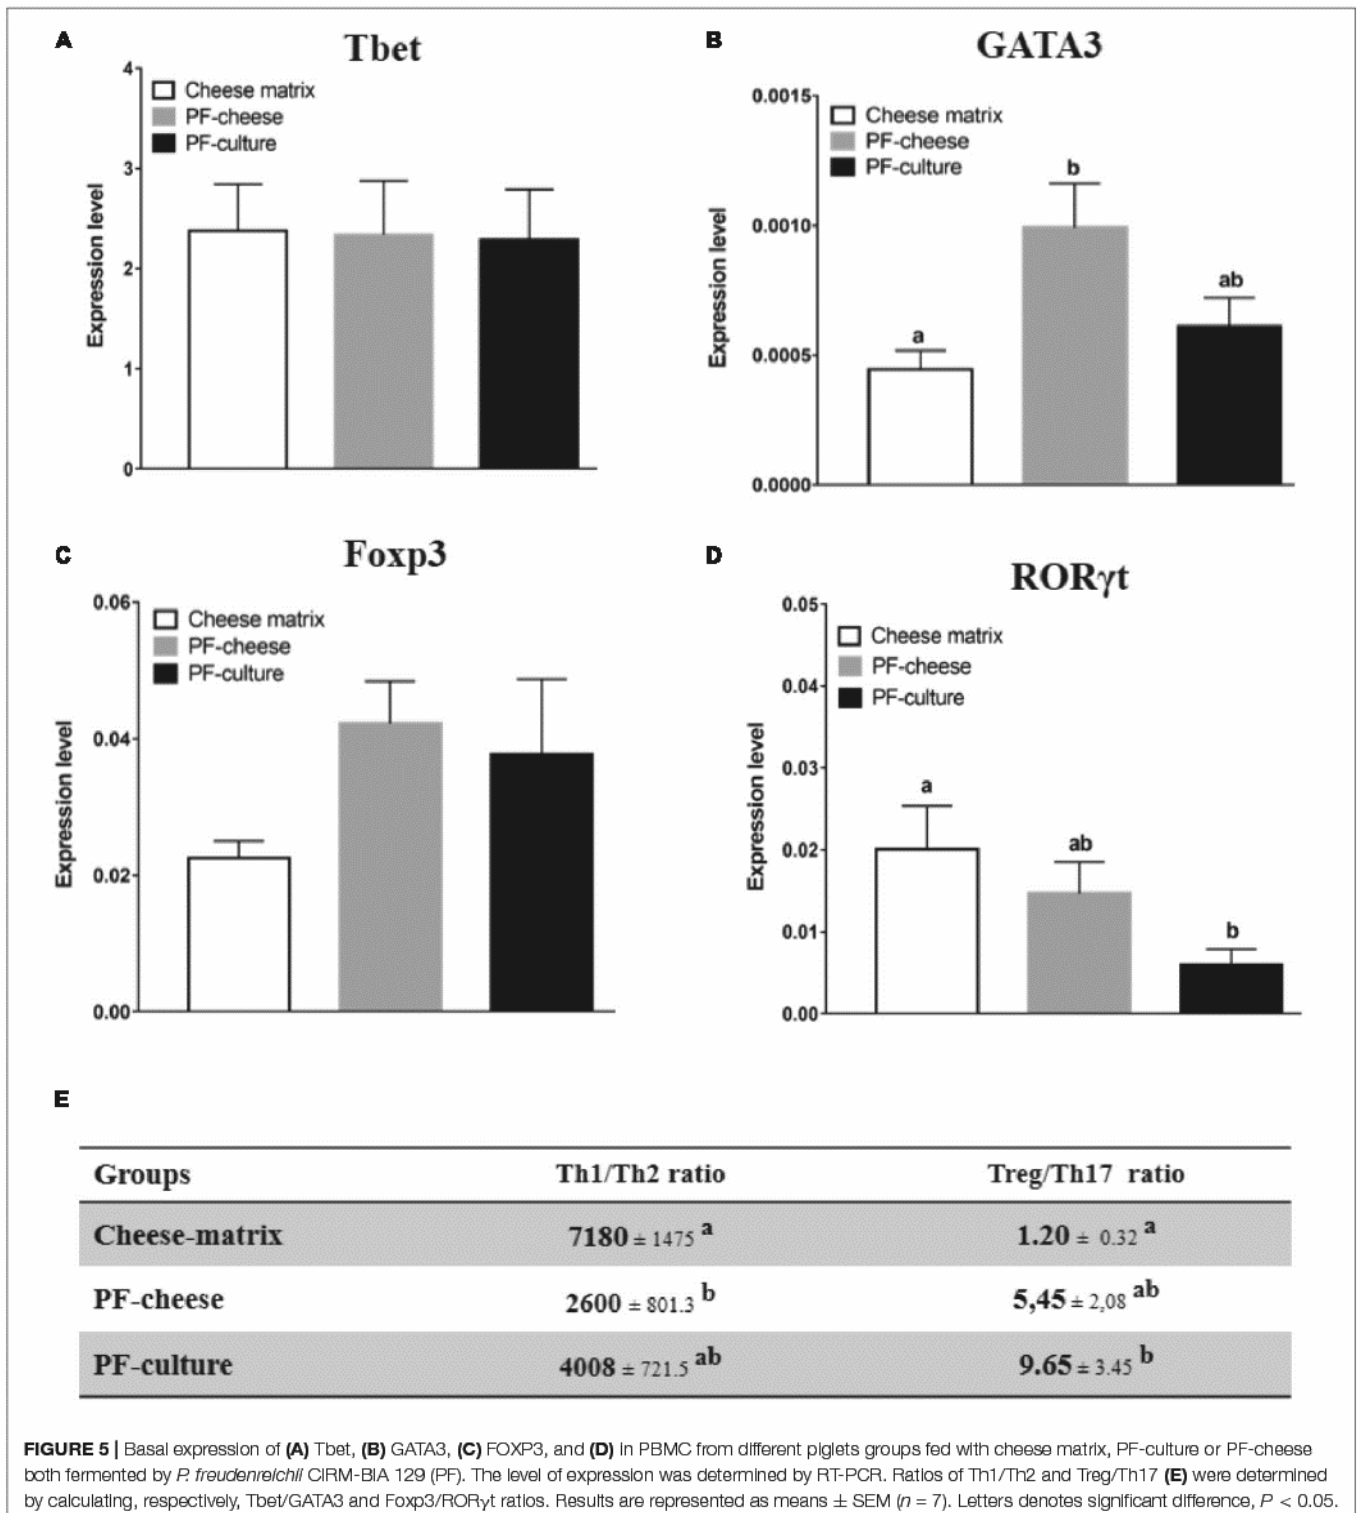 A
Tbet
4
3
2
1
0
Expression level
Cheese matrix
PF-cheese
PF-culture
B
GATA3
0.0015
0.0010
0.0005
0.0000
Expression level
Cheese matrix
PF-cheese
PF-culture
a
b
ab
C
Foxp3
0.06
0.04
0.02
0.00
Expression level
Cheese matrix
PF-cheese
PF-culture
D
RORγt
0.05
0.04
0.03
0.02
0.01
0.00
Expression level
Cheese matrix
PF-cheese
PF-culture
a
ab
b
E
Groups Th1/Th2 ratio Treg/Th17 ratio
Cheese-matrix 7180 ± 1475 a 1.20 ± 0.32 a
PF-cheese 2600 ± 801.3 b 5,45 ± 2,08 ab
PF-culture 4008 ± 721.5 ab 9.65 ± 3.45 b
FIGURE 5 | Basal expression of (A) Tbet, (B) GATA3, (C) FOXP3, and (D) in PBMC from different piglets groups fed with cheese matrix, PF-culture or PF-cheese
both fermented by P. freudenreichii CIRM-BIA 129 (PF). The level of expression was determined by RT-PCR. Ratios of Th1/Th2 and Treg/Th17 (E) were determined
by calculating, respectively, Tbet/GATA3 and Foxp3/RORγt ratios. Results are represented as means ± SEM (n = 7). Letters denotes significant difference, P < 0.05.